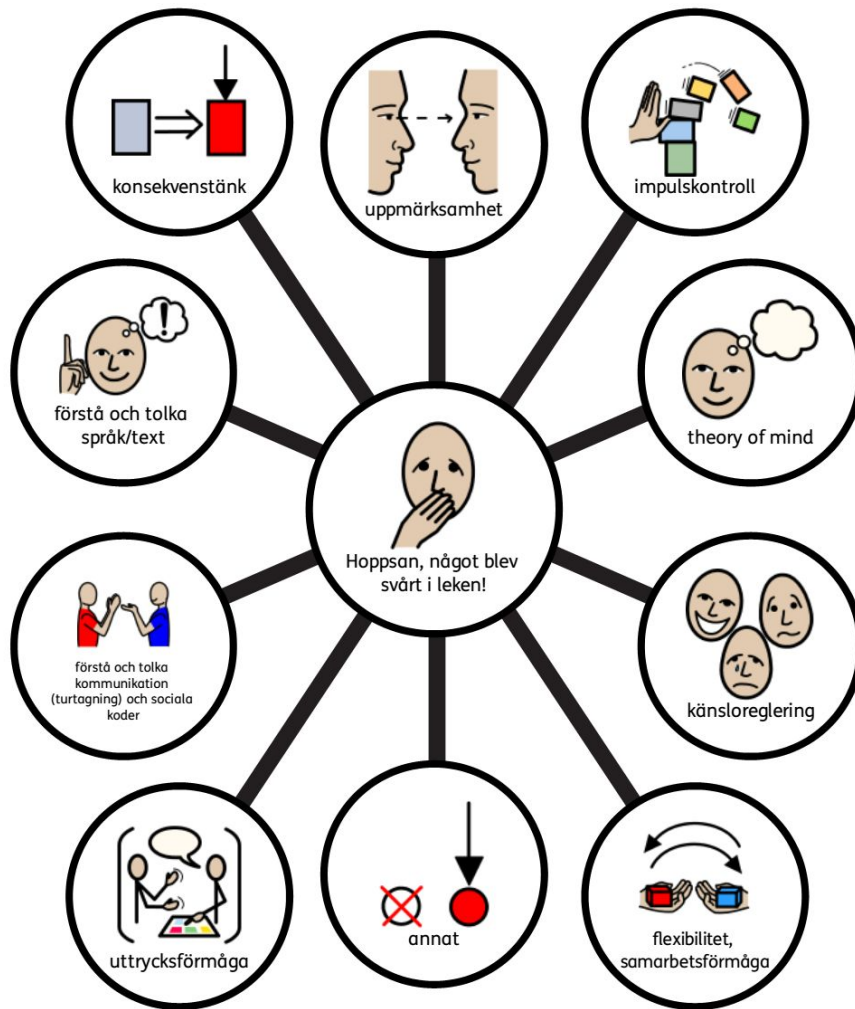 konsekvenstänk
uppmärksamhet
impulskontroll
förstå och tolka
språk/text
theory of mind
Hoppsan, något blev
svårt i leken!
förstå och tolka
kommunikation
(turtagning) och sociala
koder
känsloreglering
uttrycksförmåga
annat
flexibilitet,
samarbetsförmåga